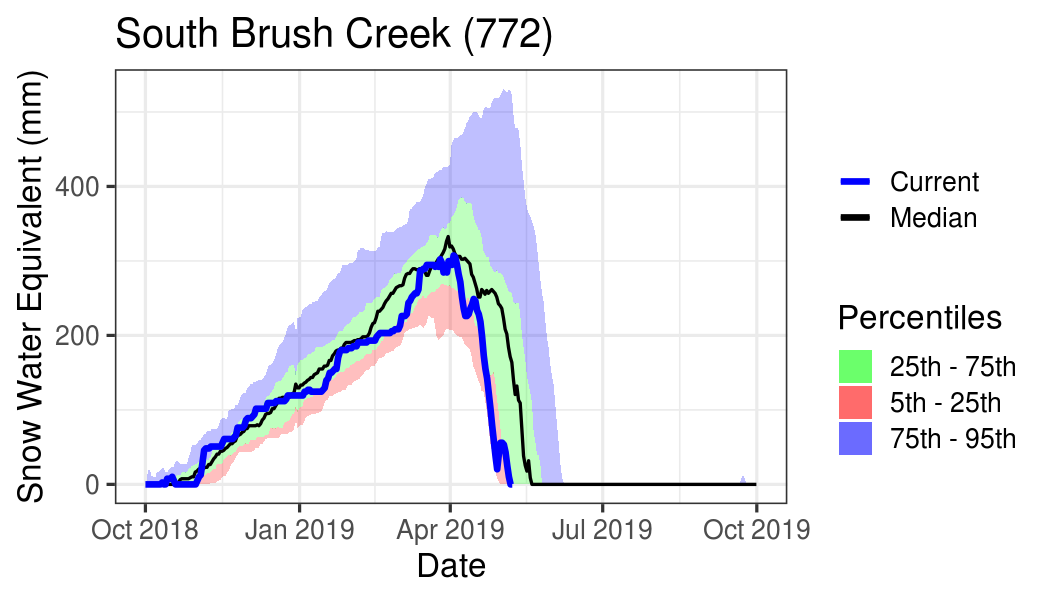 South Brush Creek (772)
Snow Water Equivalent (mm)
400
200
0
Oct 2018 Jan 2019 Apr 2019 Jul 2019 Oct 2019
Date
Current
Median
Percentiles
25th - 75th
5th - 25th
75th - 95th